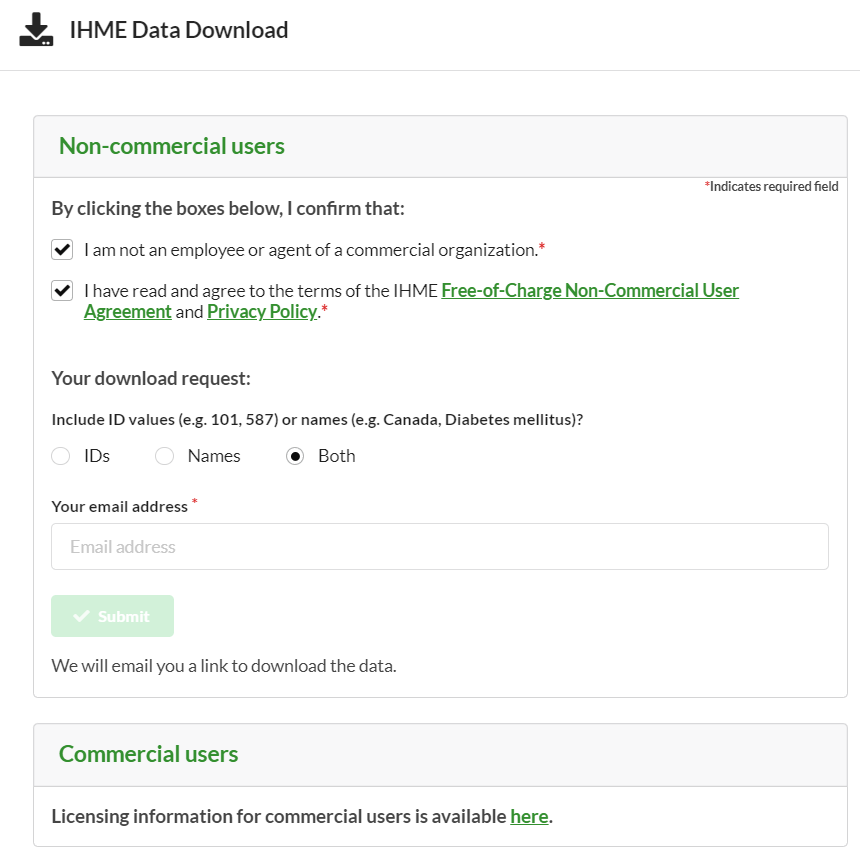 IHME Data Download
Non-commercial users
*Indicates required field
By clicking the boxes below, I confirm that:
I am not an employee or agent of a commercial organization.*
I have read and agree to the terms of the IHME Free-of-Charge Non-Commercial User
Agreement and Privacy Policy.*
Your download request:
Include ID values (e.g. 101, 587) or names (e.g. Canada, Diabetes mellitus)?
IDs Names Both
Your email address *
Email address
Submit
We will email you a link to download the data.
Commercial users
Licensing information for commercial users is available here.